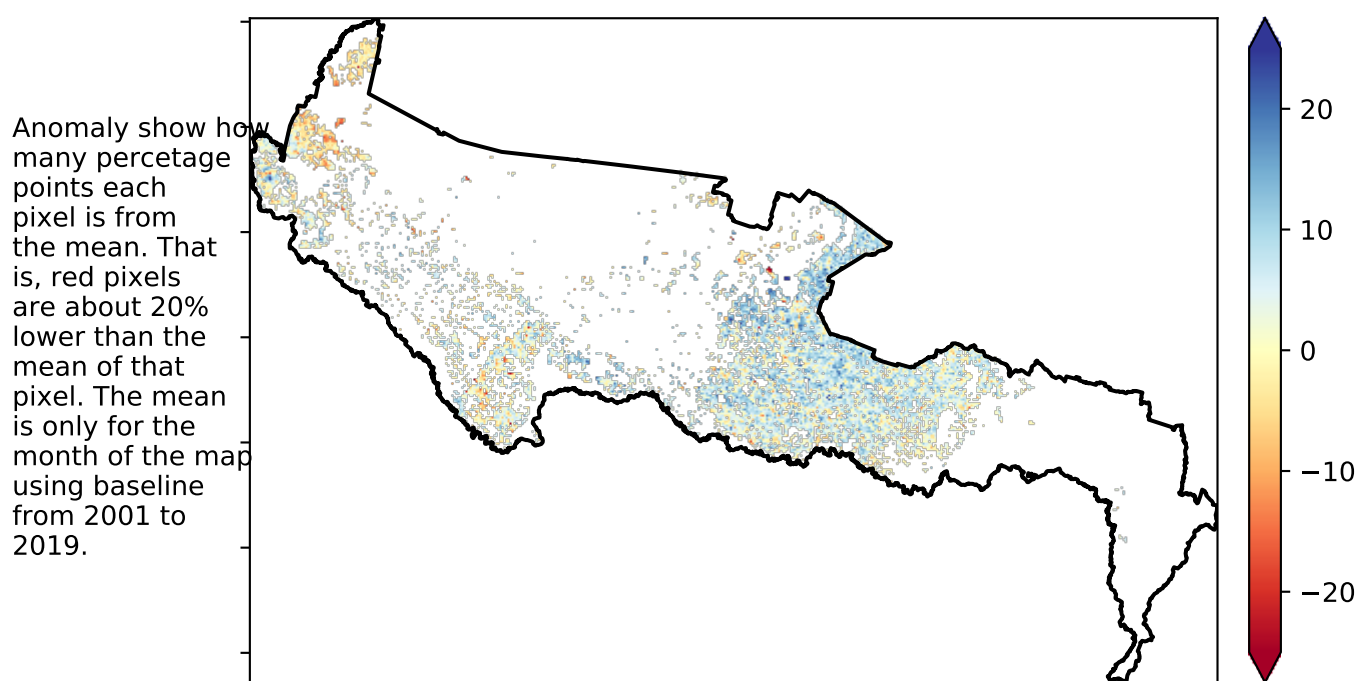 Anomaly show how
many percetage
points each
pixel is from
the mean. That
is, red pixels
are about 20%
lower than the
mean of that
pixel. The mean
is only for the
month of the map
using baseline
from 2001 to
2019.
20
10
0
−10
−20